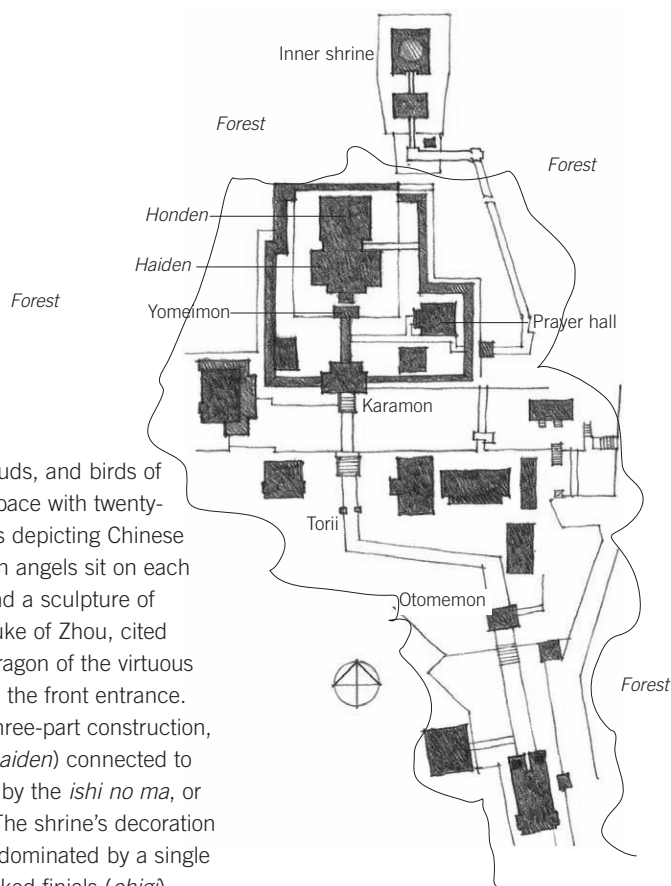 Inner shrine
Forest
Forest
Honden
Haiden
Forest
Yomeimon
Prayer hall
Karamon
Torii
Otomemon
Forest
uds, and birds of
pace with twenty-
s depicting Chinese
n angels sit on each
nd a sculpture of
uke of Zhou, cited
ragon of the virtuous
the front entrance.
hree-part construction,
aiden) connected to
by the ishi no ma, or
The shrine's decoration
dominated by a single
ked finials (chigi)